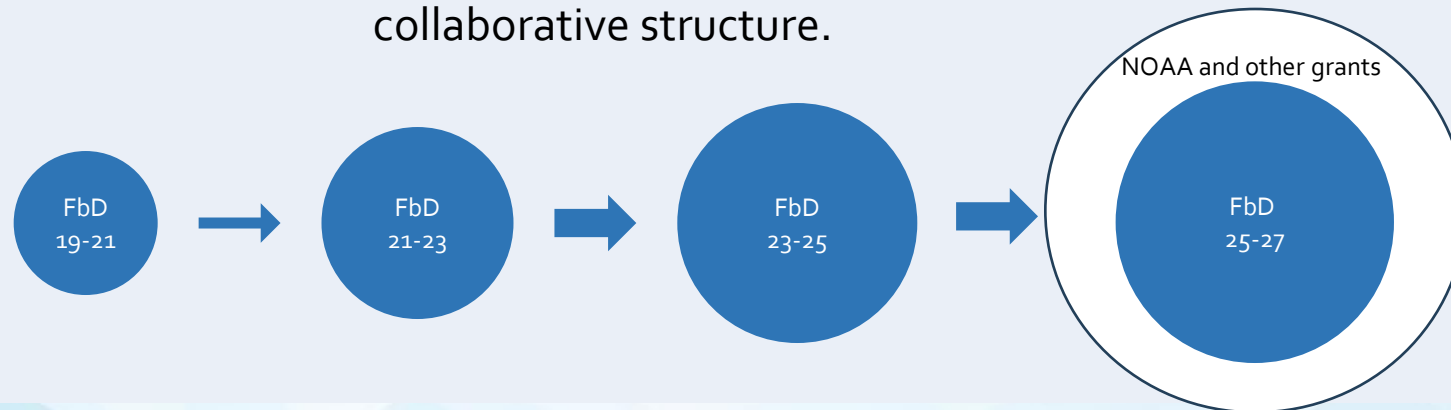 collaborative structure.
NOAA and other grants
FbD
19-21
FbD
21-23
FbD
23-25
FbD
25-27